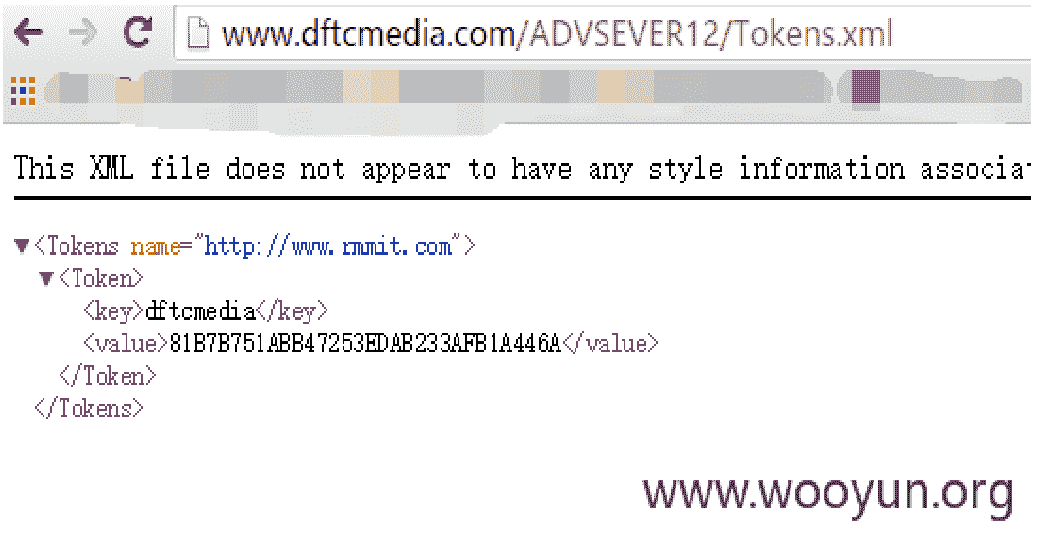 www.dftcmedia.com/ADVSEVER12/Tokens.xml
This XML file does not appear to have any style information associat
▼<Tokens name="http://www.rmmit.com">
▼<Token>
<key>dftcmedia</key>
<value>81B7B751ABB47253EDAB233AFB1A446A</value>
</Token>
</Tokens>
www.wooyun.org